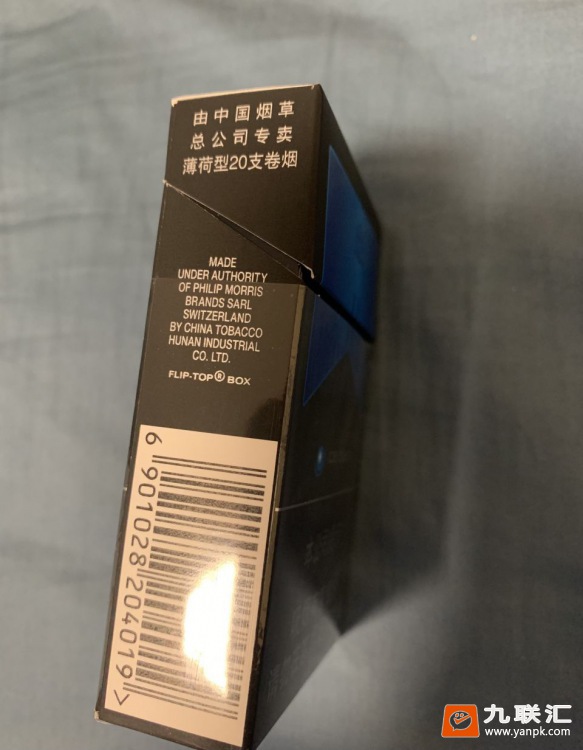 由中国烟草
总公司专卖
薄荷型20支卷烟
MADE
UNDER AUTHORITY
OF PHILIP MORRIS
BRANDS SARL
SWITZERLAND
BY CHINA TOBACCO
HUNAN INDUSTRIAL
CO. LTD.
FLIP-TOP® BOX
6 901028 204019 >
九联汇
www.yanpk.com